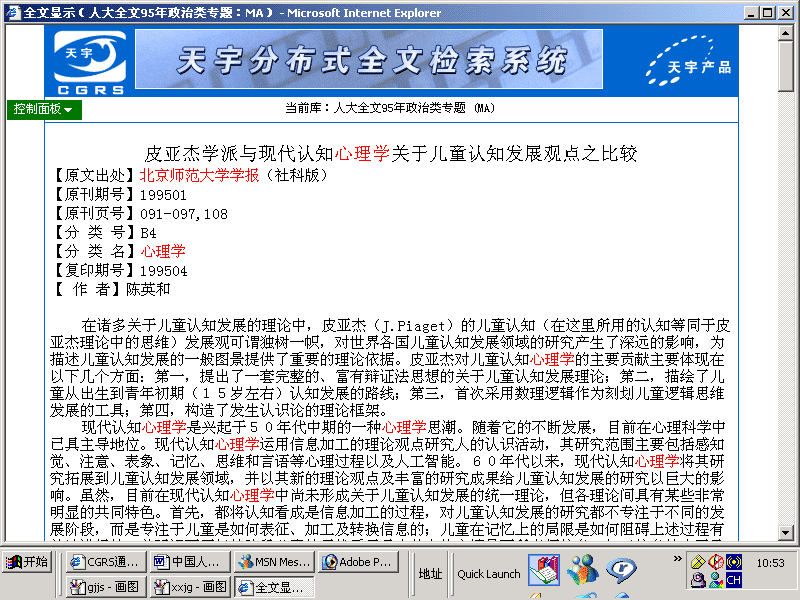 全文显示(人大全文95年政治类专题:MA) - Microsoft Internet Explorer
天宇
CGRS
天宇分布式全文检索系统
天宇产品
控制面板
当前库:人大全文95年政治类专题 (MA)
皮亚杰学派与现代认知心理学关于儿童认知发展观点之比较
【原文出处】北京师范大学学报(社科版)
【原刊期号】199501
【原刊页号】091-097,108
【分 类 号】B4
【分 类 名】心理学
【复印期号】199504
【 作 者】陈英和
在诸多关于儿童认知发展的理论中,皮亚杰(J.Piaget)的儿童认知(在这里所用的认知等同于皮
亚杰理论中的思维)发展观可谓独树一帜,对世界各国儿童认知发展领域的研究产生了深远的影响,为
描述儿童认知发展的一般图景提供了重要的理论依据。皮亚杰对儿童认知心理学的主要贡献主要体现在
以下几个方面:第一,提出了一套完整的、富有辩证法思想的关于儿童认知发展理论;第二,描绘了儿
童从出生到青年初期(15岁左右)认知发展的路线;第三,首次采用数理逻辑作为刻划儿童逻辑思维
发展的工具;第四,构造了发生认识论的理论框架。
现代认知心理学是兴起于50年代中期的一种心理学思潮。随着它的不断发展,目前在心理科学中
已具主导地位。现代认知心理学运用信息加工的理论观点研究人的认识活动,其研究范围主要包括感知
觉、注意、表象、记忆、思维和言语等心理过程以及人工智能。60年代以来,现代认知心理学将其研
究拓展到儿童认知发展领域,并以其新的理论观点及丰富的研究成果给儿童认知发展的研究以巨大的影
响。虽然,目前在现代认知心理学中尚未形成关于儿童认知发展的统一理论,但各理论间具有某些非常
明显的共同特色。首先,都将认知看成是信息加工的过程,对儿童认知发展的研究都不专注于不同的发
展阶段,而是专注于儿童是如何表征、加工及转换信息的;儿童在记忆上的局限是如何阻碍上述过程有
开始
CGRS通...
中国人...
MSN Mes...
Adobe P...
gjjs - 画图
xxjg - 画图
全文显...
地址
Quick Launch
CH
10:53